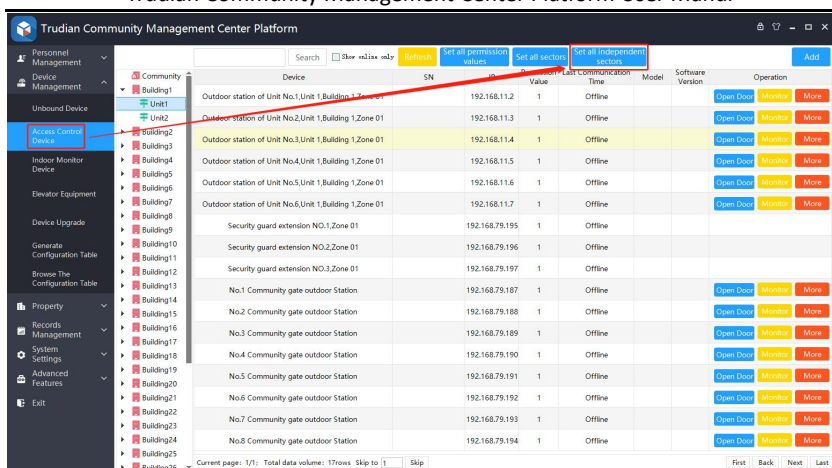 Trudian Community Management Center Platform
Personnel Management
Device Management
Unbound Device
Access Control Device
Indoor Monitor Device
Elevator Equipment
Device Upgrade
Generate Configuration Table
Browse The Configuration Table
Property
Records Management
System Settings
Advanced Features
Exit
Search Show online only Refresh Set all permission values Set all sectors Set all independent sectors Add
Community
Building1
Unit1
Unit2
Building2
Building3
Building4
Building5
Building6
Building7
Building8
Building9
Building10
Building11
Building12
Building13
Building14
Building15
Building16
Building17
Building18
Building19
Building20
Building21
Building22
Building23
Building24
Building25
Device SN Value Last Communication Time Model Software Version Operation
Outdoor station of Unit No.1,Unit 1,Building 1,Zone 01 192.168.11.2 1 Offline Open Door Monitor More
Outdoor station of Unit No.2,Unit 1,Building 1,Zone 01 192.168.11.3 1 Offline Open Door Monitor More
Outdoor station of Unit No.3,Unit 1,Building 1,Zone 01 192.168.11.4 1 Offline Open Door Monitor More
Outdoor station of Unit No.4,Unit 1,Building 1,Zone 01 192.168.11.5 1 Offline Open Door Monitor More
Outdoor station of Unit No.5,Unit 1,Building 1,Zone 01 192.168.11.6 1 Offline Open Door Monitor More
Outdoor station of Unit No.6,Unit 1,Building 1,Zone 01 192.168.11.7 1 Offline Open Door Monitor More
Security guard extension NO.1,Zone 01 192.168.79.195 1 Offline
Security guard extension NO.2,Zone 01 192.168.79.196 1 Offline
Security guard extension NO.3,Zone 01 192.168.79.197 1 Offline
No.1 Community gate outdoor Station 192.168.79.187 1 Offline Open Door Monitor More
No.2 Community gate outdoor Station 192.168.79.188 1 Offline Open Door Monitor More
No.3 Community gate outdoor Station 192.168.79.189 1 Offline Open Door Monitor More
No.4 Community gate outdoor Station 192.168.79.190 1 Offline Open Door Monitor More
No.5 Community gate outdoor Station 192.168.79.191 1 Offline Open Door Monitor More
No.6 Community gate outdoor Station 192.168.79.192 1 Offline Open Door Monitor More
No.7 Community gate outdoor Station 192.168.79.193 1 Offline Open Door Monitor More
No.8 Community gate outdoor Station 192.168.79.194 1 Offline Open Door Monitor More
Current page: 1/1; Total data volume: 17rows Skip to 1 Skip First Back Next Last